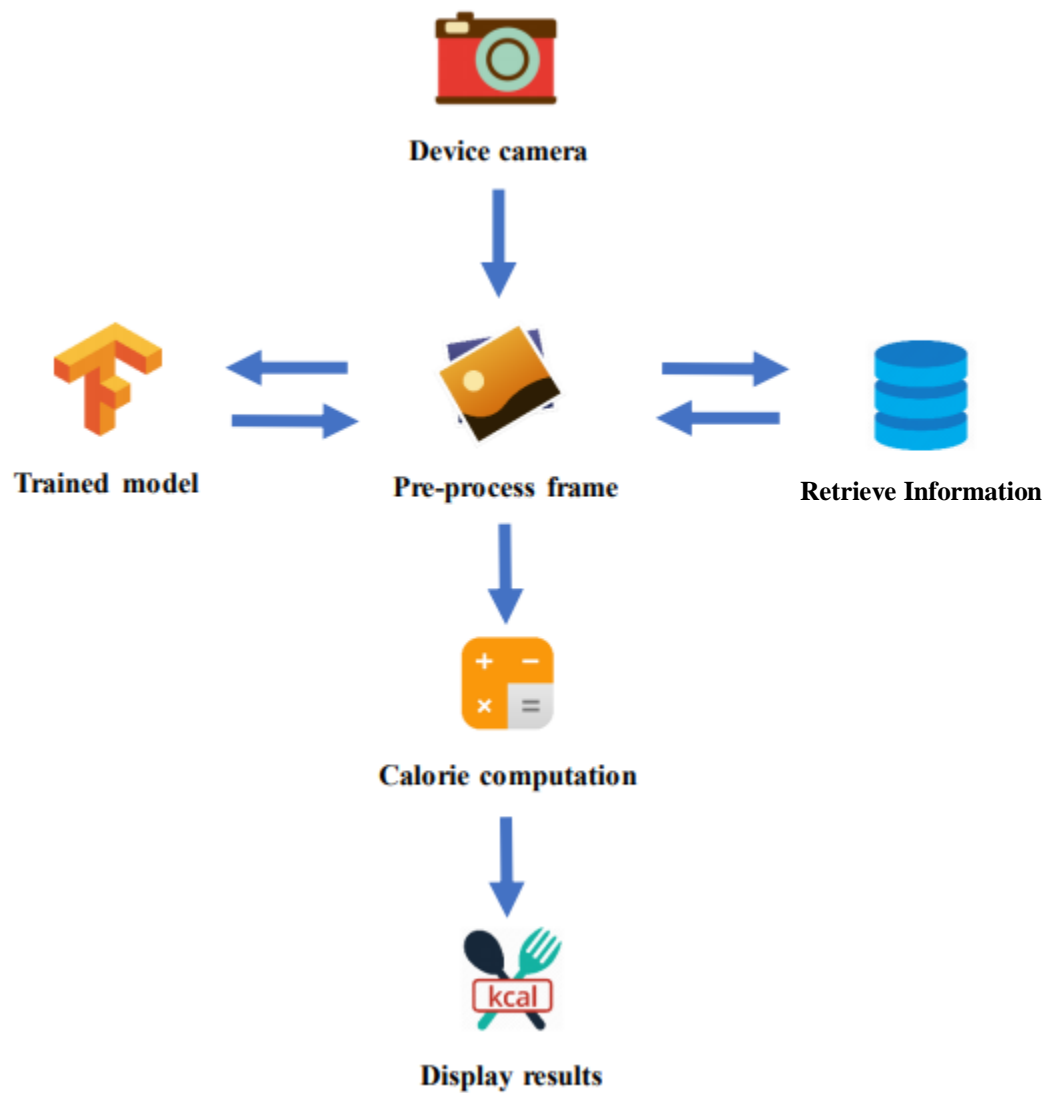 Device camera
Trained model
Pre-process frame
Retrieve Information
+ −
× =
Calorie computation
kcal
Display results